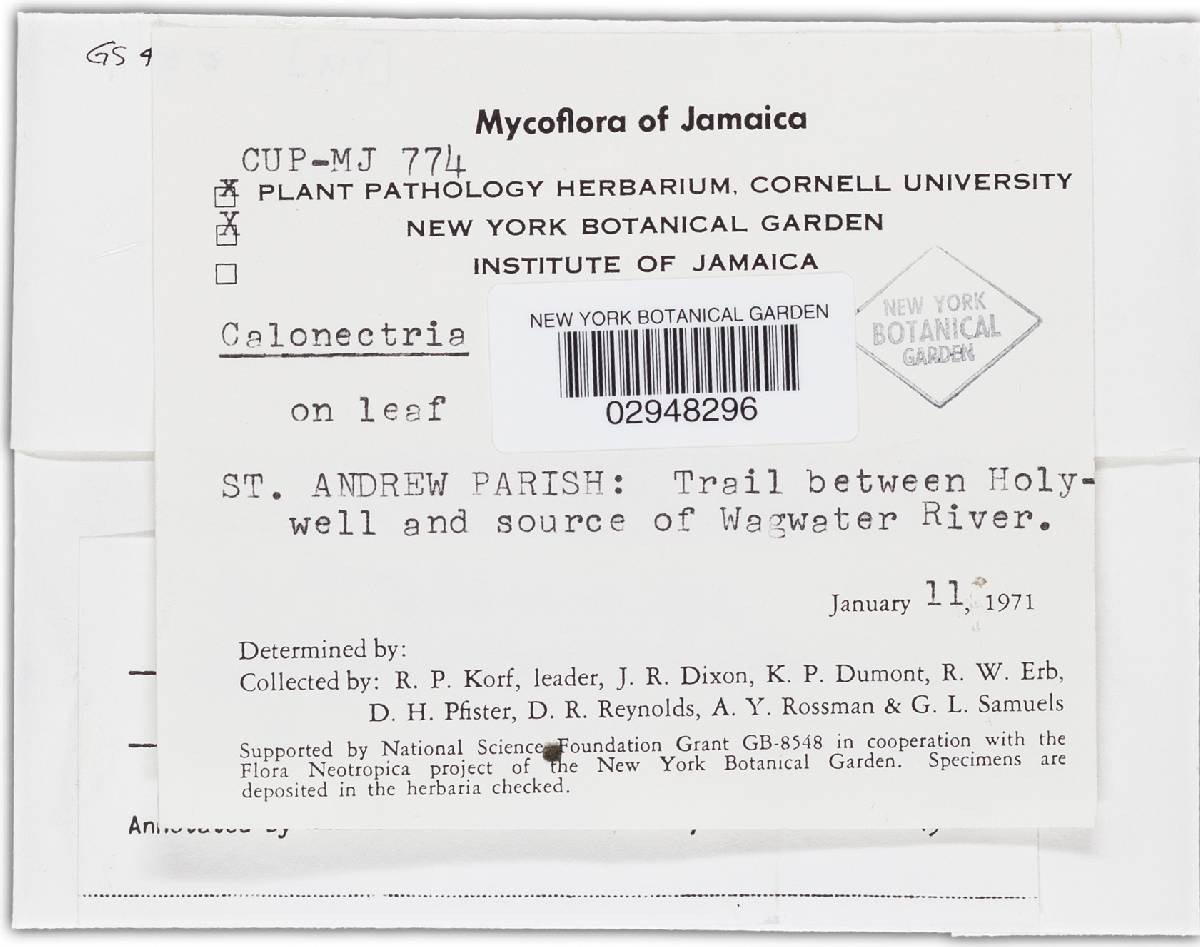 GS 4
Mycoflora of Jamaica
CUP-MJ 774
☒ PLANT PATHOLOGY HERBARIUM, CORNELL UNIVERSITY
☒ NEW YORK BOTANICAL GARDEN
☐ INSTITUTE OF JAMAICA
NEW YORK BOTANICAL GARDEN
02948296
NEW YORK
BOTANICAL
GARDEN
Calonectria
on leaf
ST. ANDREW PARISH: Trail between Holy-
well and source of Wagwater River.
January 11, 1971
Determined by:
Collected by: R. P. Korf, leader, J. R. Dixon, K. P. Dumont, R. W. Erb,
D. H. Pfister, D. R. Reynolds, A. Y. Rossman & G. L. Samuels
Supported by National Science Foundation Grant GB-8548 in cooperation with the
Flora Neotropica project of the New York Botanical Garden. Specimens are
deposited in the herbaria checked.